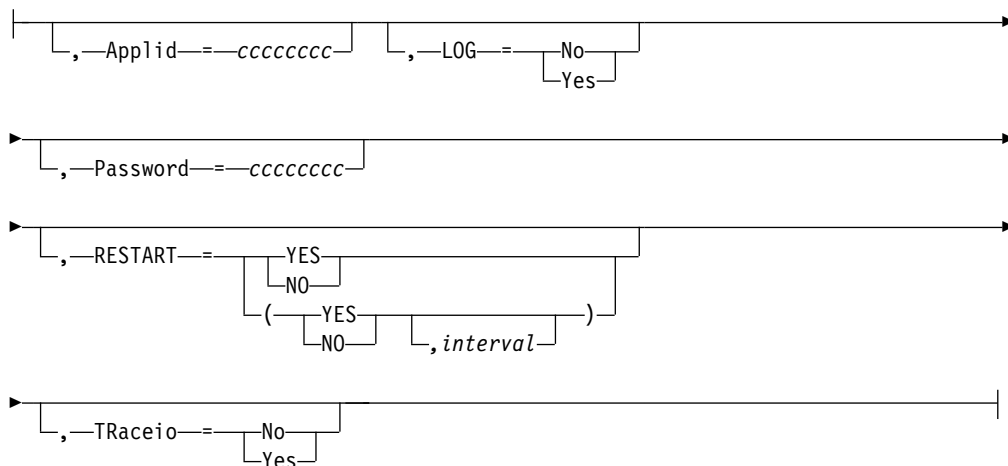 , Applid = cccccccc , LOG = No
Yes
, Password = cccccccc
, RESTART = YES
NO
( YES )
NO ,interval
, TRaceio = No
Yes